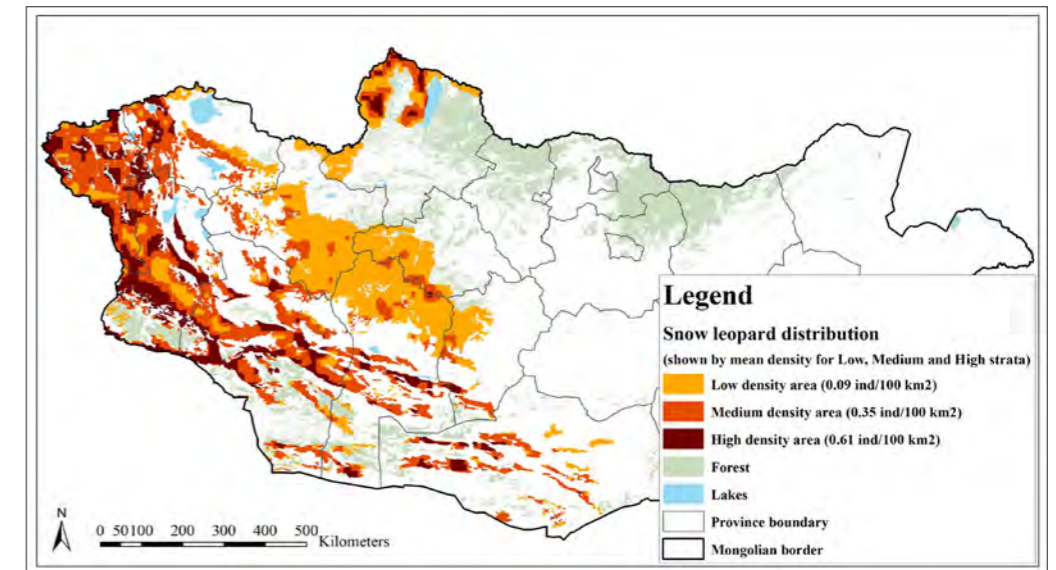 Legend
Snow leopard distribution
(shown by mean density for Low, Medium and High strata)
Low density area (0.09 ind/100 km2)
Medium density area (0.35 ind/100 km2)
High density area (0.61 ind/100 km2)
Forest
Lakes
Province boundary
Mongolian border
N
0 50 100 200 300 400 500
Kilometers